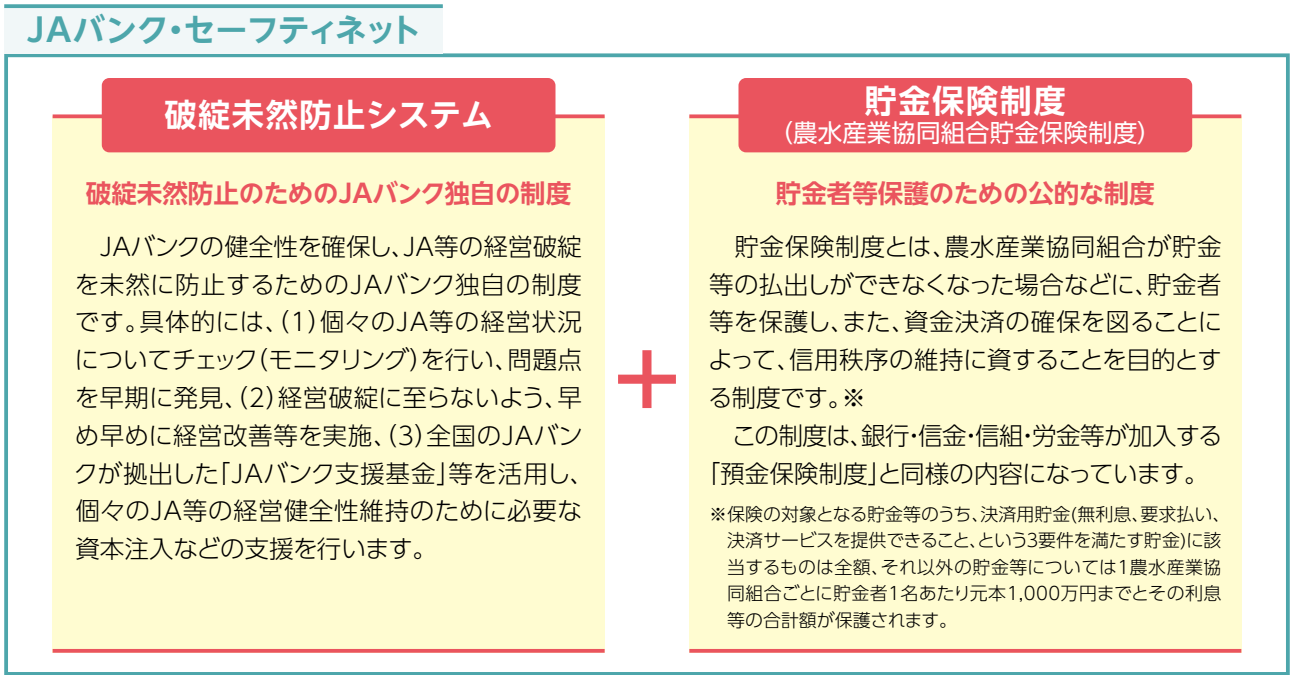 JAバンク・セーフティネット
破綻未然防止システム
破綻未然防止のためのJAバンク独自の制度
　JAバンクの健全性を確保し、JA等の経営破綻
を未然に防止するためのJAバンク独自の制度
です。具体的には、(1)個々のJA等の経営状況
についてチェック(モニタリング)を行い、問題点
を早期に発見、(2)経営破綻に至らないよう、早
め早めに経営改善等を実施、(3)全国のJAバン
クが拠出した「JAバンク支援基金」等を活用し、
個々のJA等の経営健全性維持のために必要な
資本注入などの支援を行います。
＋
貯金保険制度
(農水産業協同組合貯金保険制度)
貯金者等保護のための公的な制度
　貯金保険制度とは、農水産業協同組合が貯金
等の払出しができなくなった場合などに、貯金者
等を保護し、また、資金決済の確保を図ることに
よって、信用秩序の維持に資することを目的とす
る制度です。※
　この制度は、銀行・信金・信組・労金等が加入する
「預金保険制度」と同様の内容になっています。
※保険の対象となる貯金等のうち、決済用貯金(無利息、要求払い、
決済サービスを提供できること、という3要件を満たす貯金)に該
当するものは全額、それ以外の貯金等については1農水産業協
同組合ごとに貯金者1名あたり元本1,000万円までとその利息
等の合計額が保護されます。